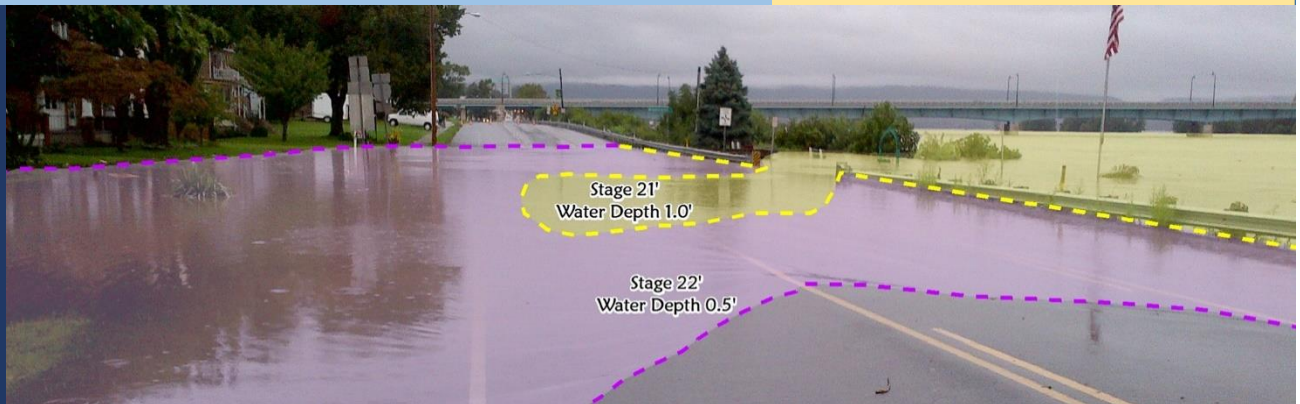 Stage 21'
Water Depth 1.0'
Stage 22'
Water Depth 0.5'